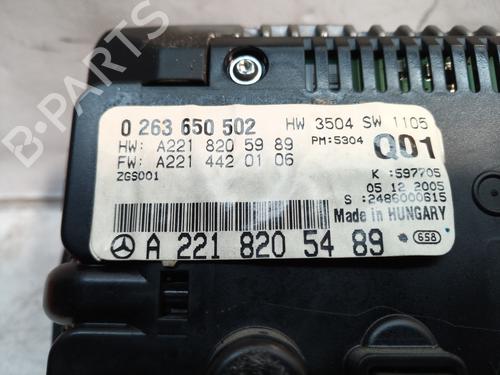 B-PARTS
0 263 650 502 HW 3504 SW 1105
HW: A221 820 59 89 PM:5304
FW: A221 442 01 06 Q01
ZGS001 K :597705
05 12 2005
S :2486000615
Made in HUNGARY
A 221 820 54 89 658